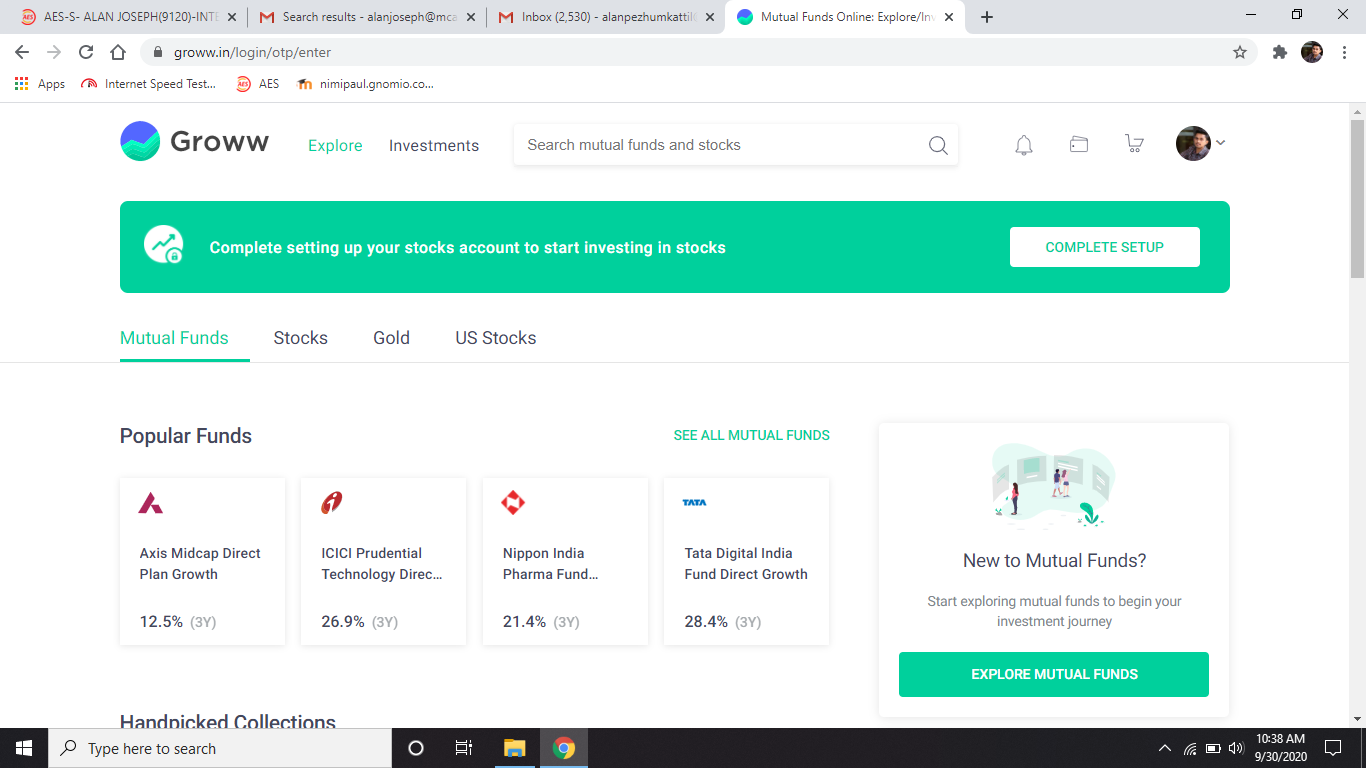 AES-S- ALAN JOSEPH(9120)-INTE
Search results - alanjoseph@mca
Inbox (2,530) - alanpezhumkattil
Mutual Funds Online: Explore/Inv
groww.in/login/otp/enter
Apps
Internet Speed Test...
AES
nimipaul.gnomio.co...
Groww
Explore
Investments
Search mutual funds and stocks
Complete setting up your stocks account to start investing in stocks
COMPLETE SETUP
Mutual Funds
Stocks
Gold
US Stocks
Popular Funds
SEE ALL MUTUAL FUNDS
Axis Midcap Direct
Plan Growth
12.5% (3Y)
ICICI Prudential
Technology Direc...
26.9% (3Y)
Nippon India
Pharma Fund...
21.4% (3Y)
TATA
Tata Digital India
Fund Direct Growth
28.4% (3Y)
New to Mutual Funds?
Start exploring mutual funds to begin your
investment journey
EXPLORE MUTUAL FUNDS
Handpicked Collections
Type here to search
10:38 AM
9/30/2020